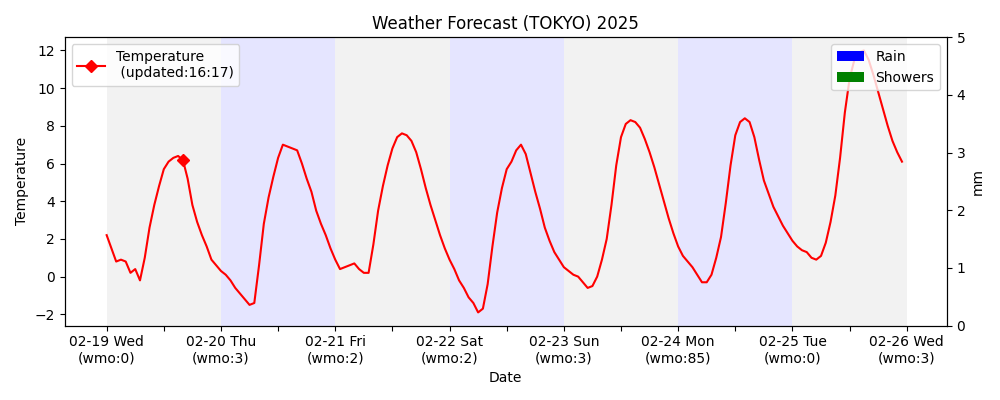 Weather Forecast (TOKYO) 2025
Temperature
(updated:16:17)
Rain
Showers
Temperature
12
10
8
6
4
2
0
−2
5
4
3
2
1
0
mm
02-19 Wed
(wmo:0)
02-20 Thu
(wmo:3)
02-21 Fri
(wmo:2)
02-22 Sat
(wmo:2)
02-23 Sun
(wmo:3)
02-24 Mon
(wmo:85)
02-25 Tue
(wmo:0)
02-26 Wed
(wmo:3)
Date